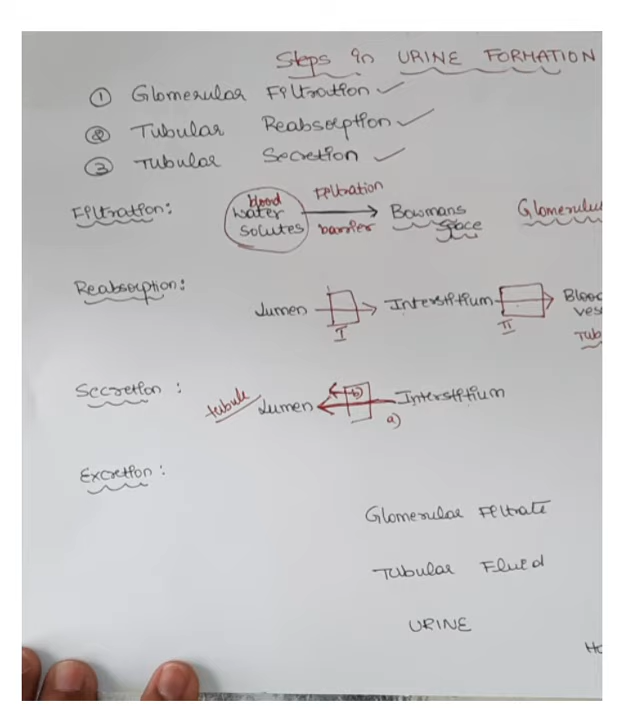 Steps in URINE FORMATION
① Glomerular Filtration ✓
② Tubular Reabsorption ✓
③ Tubular Secretion ✓
Filtration: blood water solutes Filtration barrier Bowmans Space Glomerulu
Reabsorption: Lumen I Interstitium II Blood ves Tub
Secretion: tubule Lumen b) a) Interstitium
Excretion:
Glomerular Filtrate
Tubular Fluid
URINE
Ho